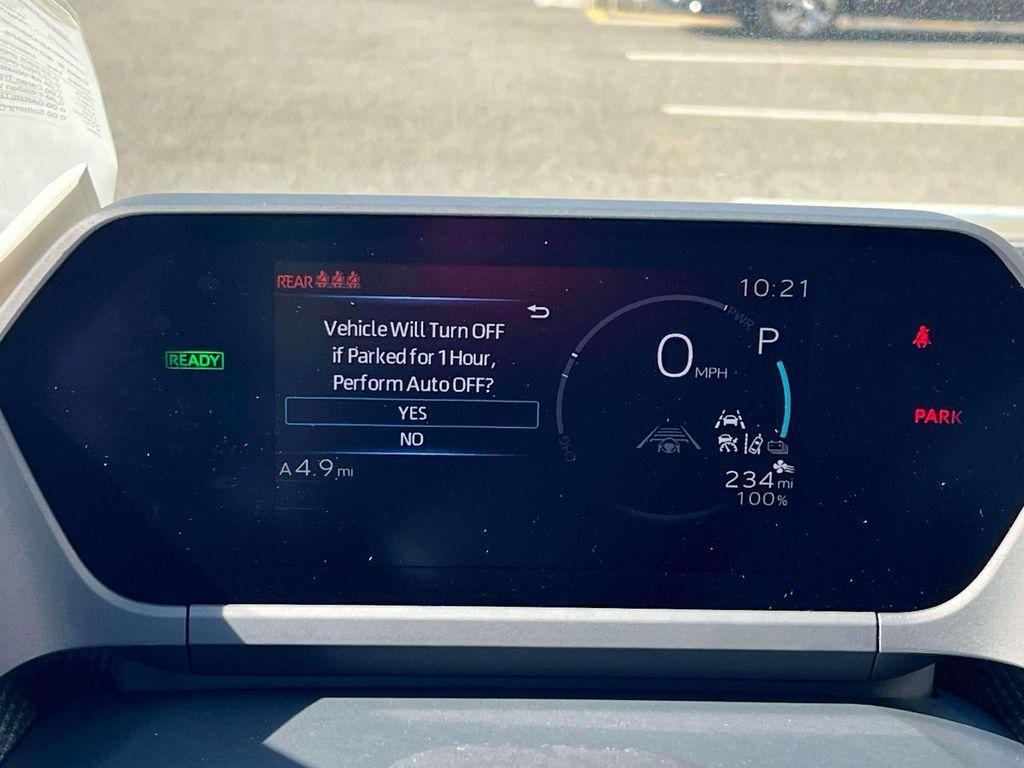 REAR
10:21
Vehicle Will Turn OFF
if Parked for 1 Hour,
Perform Auto OFF?
YES
NO
READY
PWR
P
0 MPH
CHG
PARK
A 4.9 mi
234 mi
100%